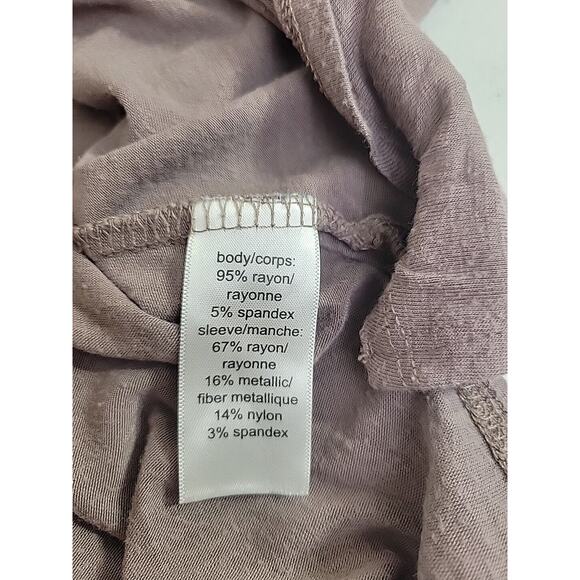 body/corps:
95% rayon/
rayonne
5% spandex
sleeve/manche:
67% rayon/
rayonne
16% metallic/
fiber metallique
14% nylon
3% spandex